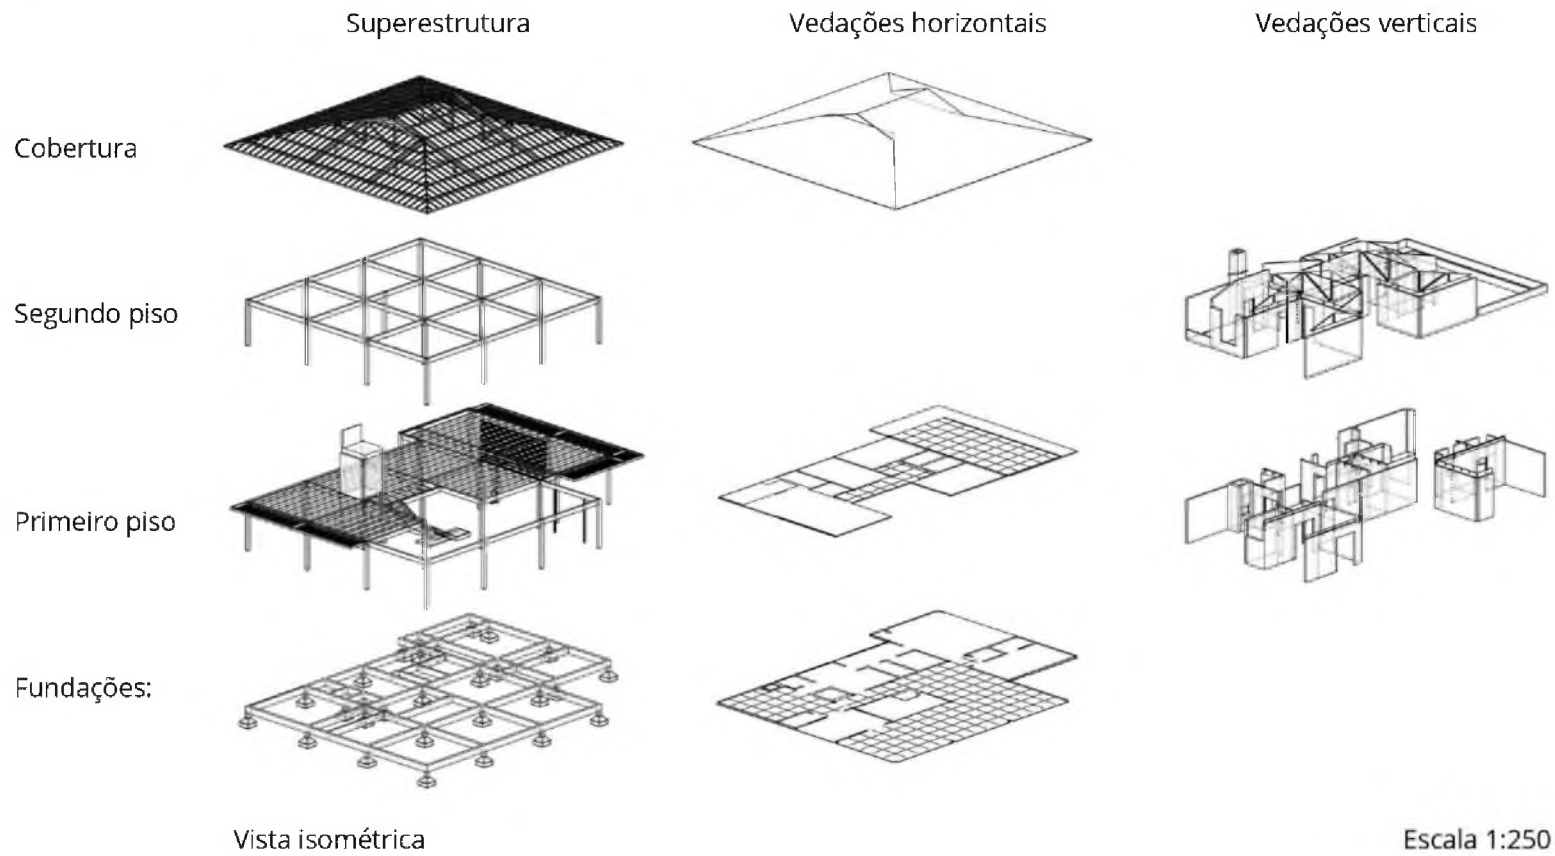 Superestrutura Vedações horizontais Vedações verticais
Cobertura
Segundo piso
Primeiro piso
Fundações:
Vista isométrica Escala 1:250